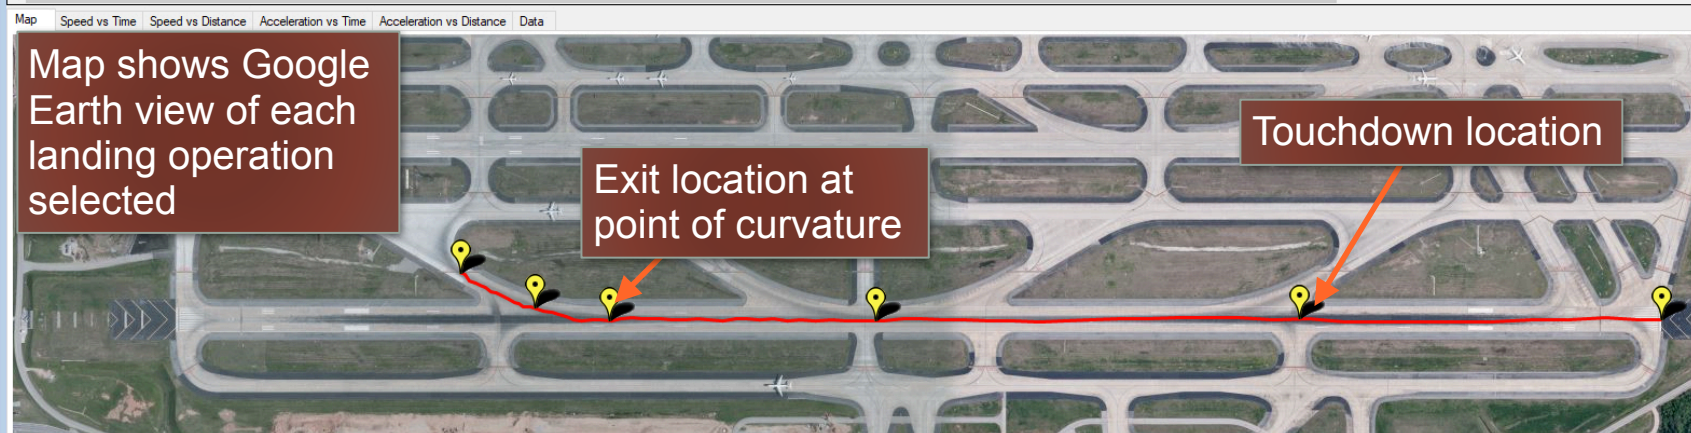 Map Speed vs Time Speed vs Distance Acceleration vs Time Acceleration vs Distance Data
Map shows Google
Earth view of each
landing operation
selected
Exit location at
point of curvature
Touchdown location